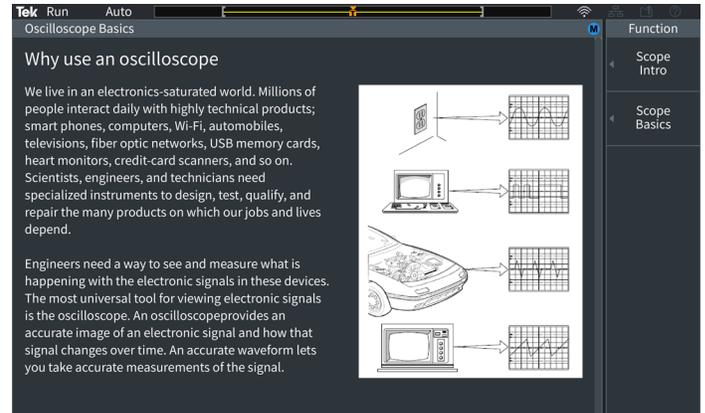 Tek Run Auto
Oscilloscope Basics
M
Function
Why use an oscilloscope
Scope
Intro
Scope
Basics
We live in an electronics-saturated world. Millions of
people interact daily with highly technical products;
smart phones, computers, Wi-Fi, automobiles,
televisions, fiber optic networks, USB memory cards,
heart monitors, credit-card scanners, and so on.
Scientists, engineers, and technicians need
specialized instruments to design, test, qualify, and
repair the many products on which our jobs and lives
depend.
Engineers need a way to see and measure what is
happening with the electronic signals in these devices.
The most universal tool for viewing electronic signals
is the oscilloscope. An oscilloscopeprovides an
accurate image of an electronic signal and how that
signal changes over time. An accurate waveform lets
you take accurate measurements of the signal.